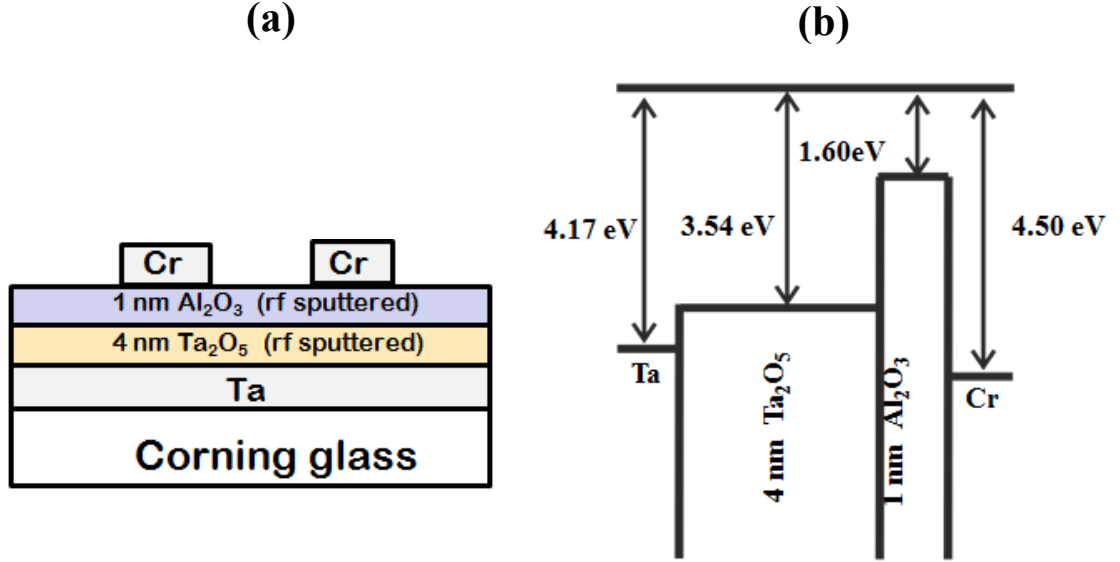 (a)
Cr
Cr
1 nm Al₂O₃ (rf sputtered)
4 nm Ta₂O₅ (rf sputtered)
Ta
Corning glass
(b)
1.60eV
4.17 eV
3.54 eV
4.50 eV
Ta
4 nm Ta₂O₅
1 nm Al₂O₃
Cr